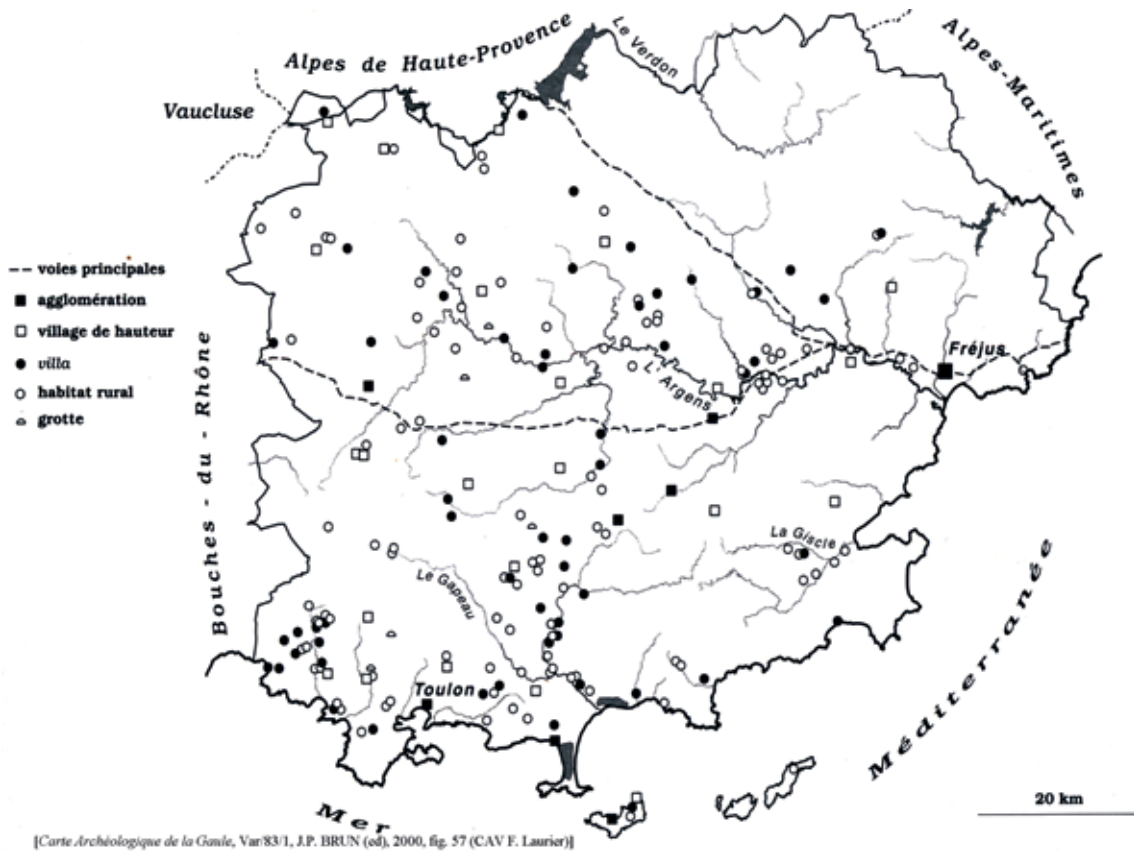 Alpes de Haute-Provence
Le Verdon
Alpes-Maritimes
Vaucluse
voies principales
agglomération
village de hauteur
villa
habitat rural
grotte
Bouches - du - Rhône
Fréjus
L'Argens
La Giscle
Le Gapeau
Toulon
Mer Méditerranée
20 km
[Carte Archéologique de la Gaule, Var/83/1, J.P. BRUN (ed), 2000, fig. 57 (CAV F. Laurier)]